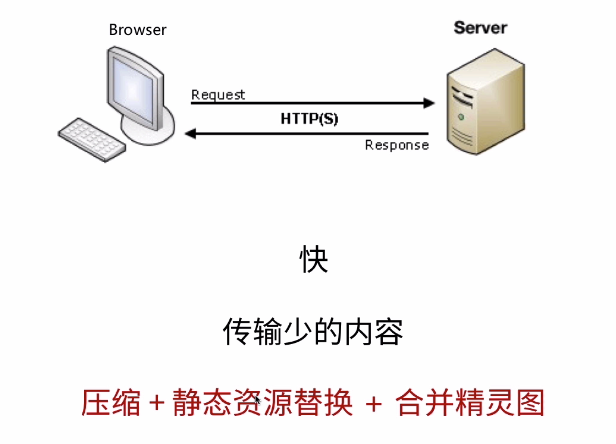 Browser
Server
Request
HTTP(S)
Response
快
传输少的内容
压缩 + 静态资源替换 + 合并精灵图